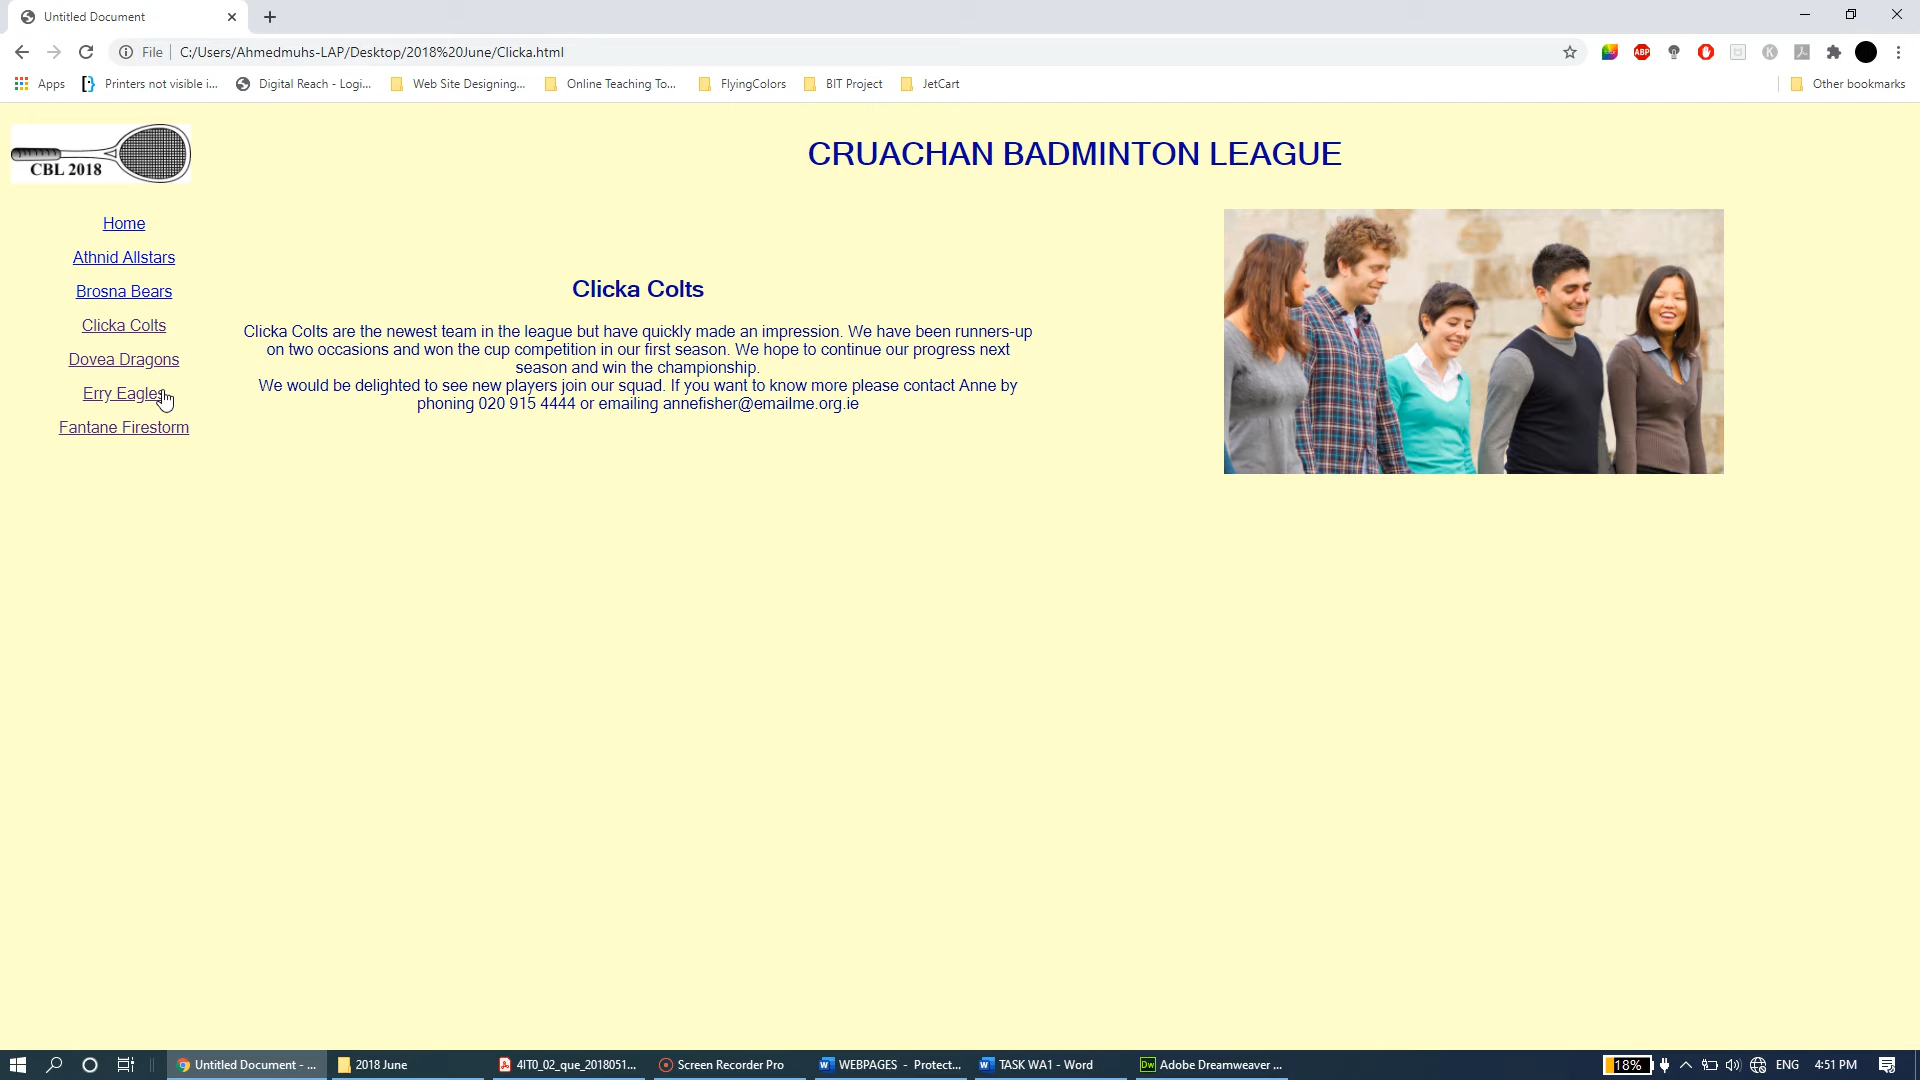 Untitled Document
File
C:/Users/Ahmedmuhs-LAP/Desktop/2018%20June/Clicka.html
ABP
K
Apps
Printers not visible i...
Digital Reach - Logi...
Web Site Designing...
Online Teaching To...
FlyingColors
BIT Project
JetCart
Other bookmarks
CBL 2018
CRUACHAN BADMINTON LEAGUE
Home
Athnid Allstars
Brosna Bears
Clicka Colts
Dovea Dragons
Erry Eagles
Fantane Firestorm
Clicka Colts
Clicka Colts are the newest team in the league but have quickly made an impression. We have been runners-up
on two occasions and won the cup competition in our first season. We hope to continue our progress next
season and win the championship.
We would be delighted to see new players join our squad. If you want to know more please contact Anne by
phoning 020 915 4444 or emailing annefisher@emailme.org.ie
Untitled Document - ...
2018 June
4IT0_02_que_2018051...
Screen Recorder Pro
WEBPAGES - Protect...
TASK WA1 - Word
Dw Adobe Dreamweaver ...
18%
ENG
4:51 PM